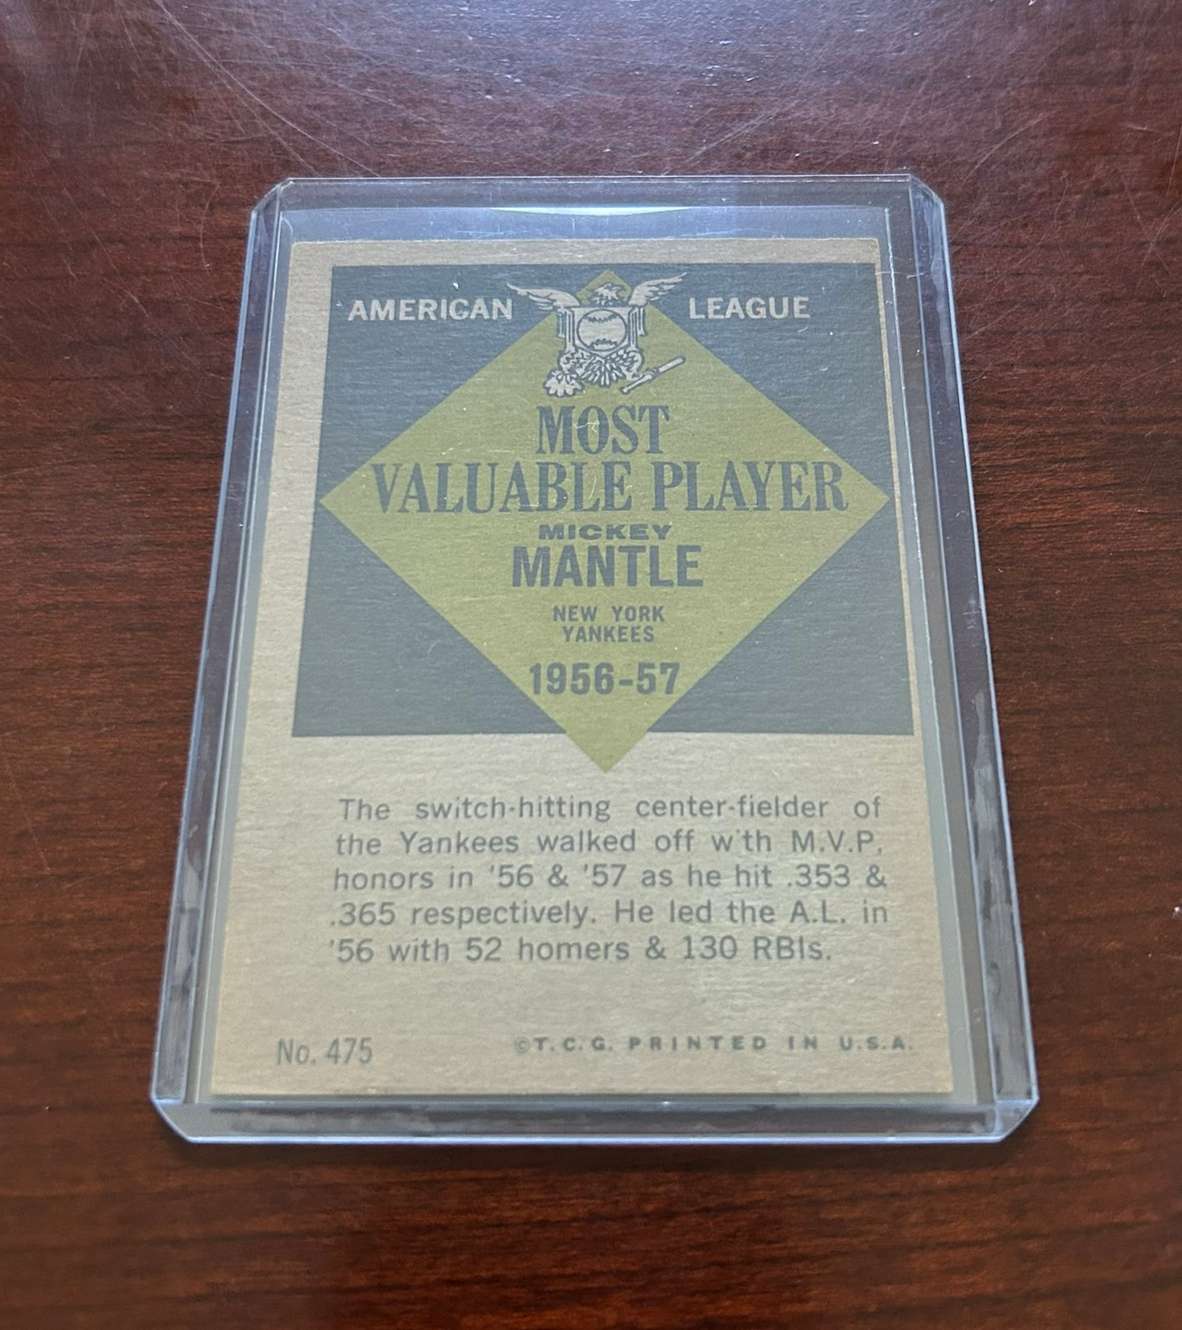 AMERICAN LEAGUE
MOST
VALUABLE PLAYER
MICKEY
MANTLE
NEW YORK
YANKEES
1956-57
The switch-hitting center-fielder of
the Yankees walked off w th M.V.P.
honors in '56 & '57 as he hit .353 &
.365 respectively. He led the A.L. in
'56 with 52 homers & 130 RBIs.
No. 475 ©T.C.G. PRINTED IN U.S.A.